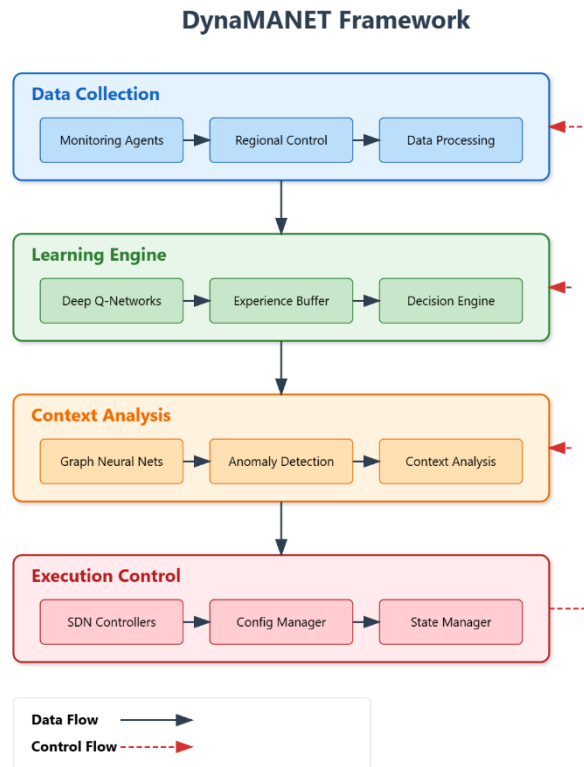 DynaMANET Framework
Data Collection
Monitoring Agents
Regional Control
Data Processing
Learning Engine
Deep Q-Networks
Experience Buffer
Decision Engine
Context Analysis
Graph Neural Nets
Anomaly Detection
Context Analysis
Execution Control
SDN Controllers
Config Manager
State Manager
Data Flow
Control Flow